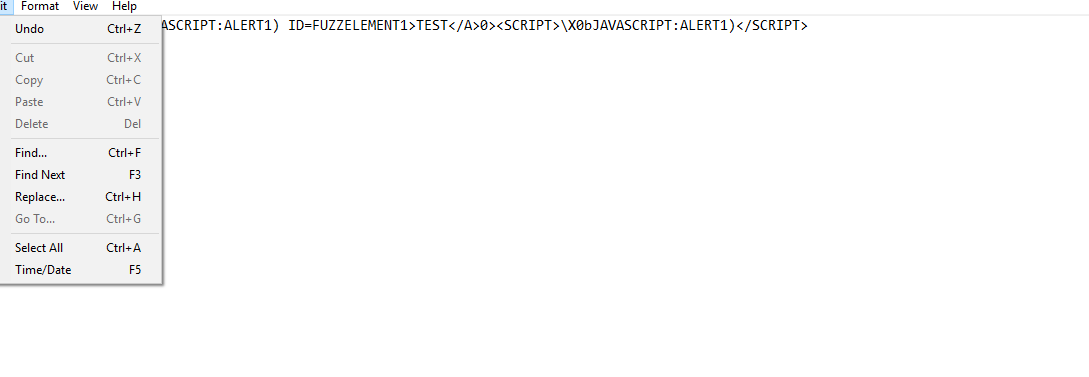 it Format View Help
ASCRIPT:ALERT1) ID=FUZZELEMENT1>TEST</A>0><SCRIPT>\X0bJAVASCRIPT:ALERT1)</SCRIPT>
Undo Ctrl+Z
Cut Ctrl+X
Copy Ctrl+C
Paste Ctrl+V
Delete Del
Find... Ctrl+F
Find Next F3
Replace... Ctrl+H
Go To... Ctrl+G
Select All Ctrl+A
Time/Date F5